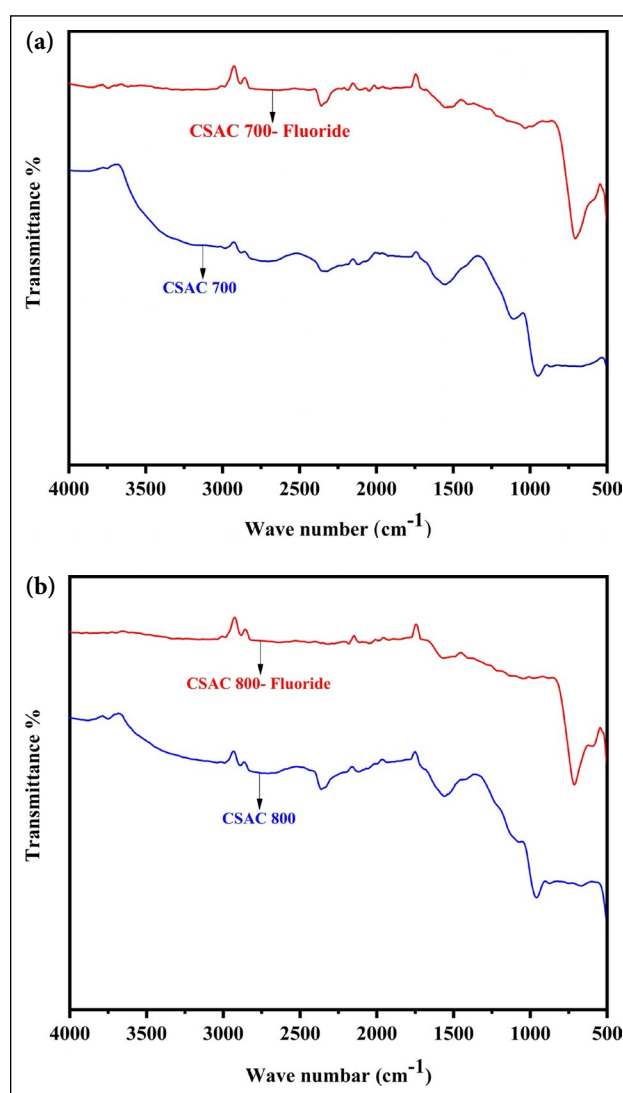 (a)
Transmittance %
CSAC 700- Fluoride
CSAC 700
4000 3500 3000 2500 2000 1500 1000 500
Wave number (cm-1)
(b)
Transmittance %
CSAC 800- Fluoride
CSAC 800
4000 3500 3000 2500 2000 1500 1000 500
Wave numbar (cm-1)